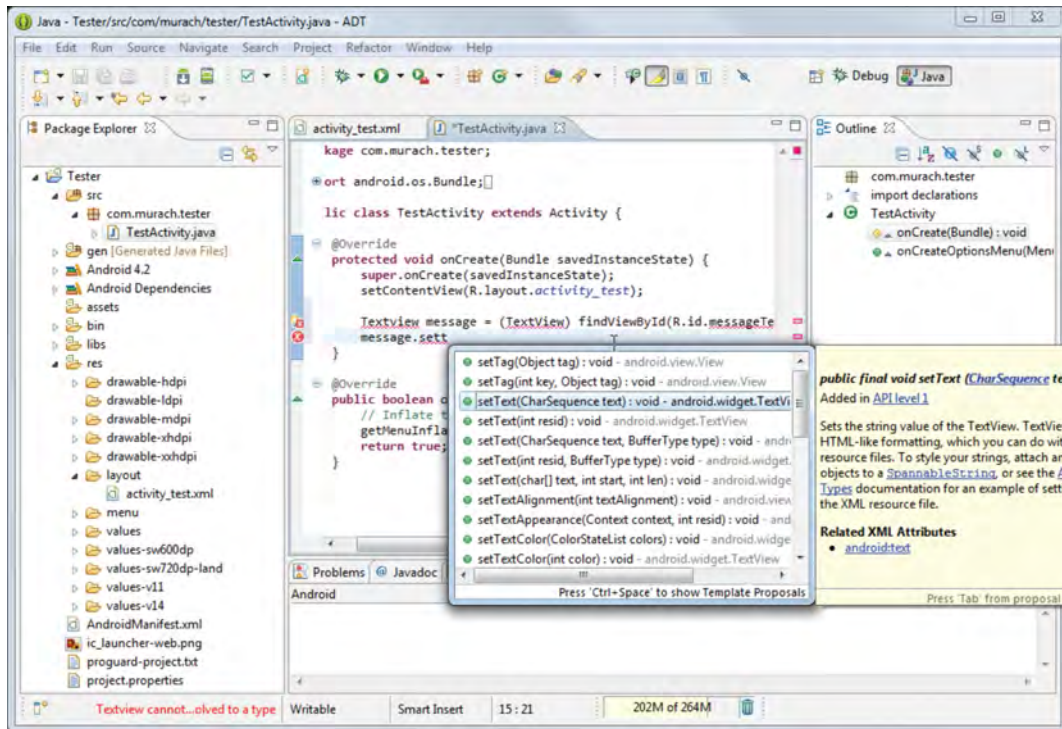 Java - Tester/src/com/murach/tester/TestActivity.java - ADT
File Edit Run Source Navigate Search Project Refactor Window Help
Debug Java
Package Explorer
Tester
src
com.murach.tester
TestActivity.java
gen [Generated Java Files]
Android 4.2
Android Dependencies
assets
bin
libs
res
drawable-hdpi
drawable-ldpi
drawable-mdpi
drawable-xhdpi
drawable-xxhdpi
layout
activity_test.xml
menu
values
values-sw600dp
values-sw720dp-land
values-v11
values-v14
AndroidManifest.xml
ic_launcher-web.png
proguard-project.txt
project.properties
activity_test.xml *TestActivity.java
kage com.murach.tester;
ort android.os.Bundle;
lic class TestActivity extends Activity {
@Override
protected void onCreate(Bundle savedInstanceState) {
super.onCreate(savedInstanceState);
setContentView(R.layout.activity_test);
Textview message = (TextView) findViewById(R.id.messageTe
message.sett
}
@Override
public boolean o
// Inflate t
getMenuInfla
return true;
}
setTag(Object tag) : void - android.view.View
setTag(int key, Object tag) : void - android.view.View
setText(CharSequence text) : void - android.widget.TextVi
setText(int resid) : void - android.widget.TextView
setText(CharSequence text, BufferType type) : void - andr
setText(int resid, BufferType type) : void - android.widget.
setText(char[] text, int start, int len) : void - android.widge
setTextAlignment(int textAlignment) : void - android.view
setTextAppearance(Context context, int resid) : void - and
setTextColor(ColorStateList colors) : void - android.widge
setTextColor(int color) : void - android.widget.TextView
Press 'Ctrl+Space' to show Template Proposals
public final void setText (CharSequence te
Added in API level 1
Sets the string value of the TextView. TextVie
HTML-like formatting, which you can do wi
resource files. To style your strings, attach ar
objects to a SpannableString, or see the A
Types documentation for an example of sett
the XML resource file.
Related XML Attributes
android:text
Press 'Tab' from proposal
Outline
com.murach.tester
import declarations
TestActivity
onCreate(Bundle) : void
onCreateOptionsMenu(Men
Problems @ Javadoc
Android
Textview cannot...olved to a type Writable Smart Insert 15 : 21 202M of 264M